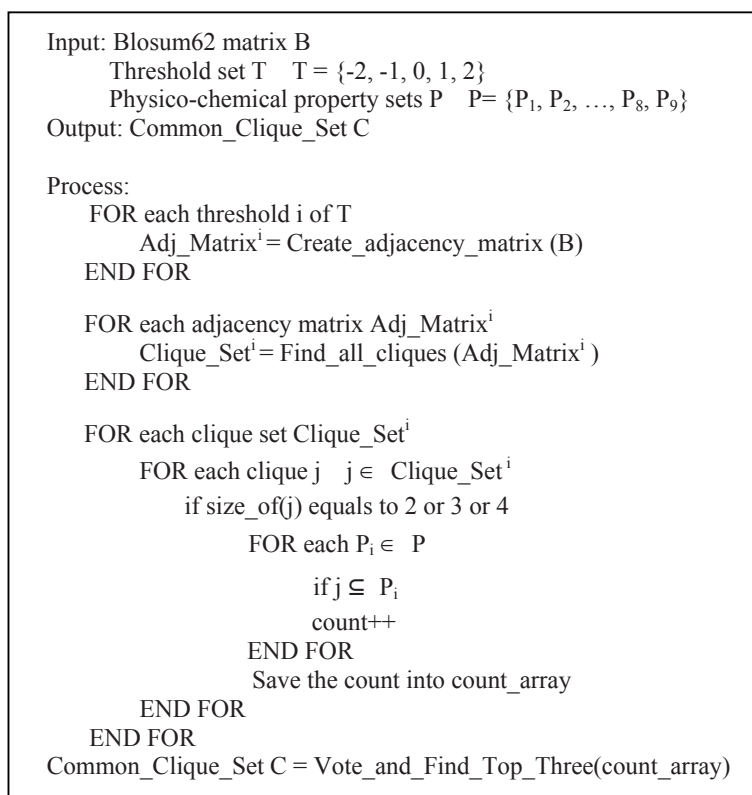 Input: Blosum62 matrix B
Threshold set T T = {-2, -1, 0, 1, 2}
Physico-chemical property sets P P= {P₁, P₂, …, P₈, P₉}
Output: Common_Clique_Set C
Process:
FOR each threshold i of T
Adj_Matrixⁱ = Create_adjacency_matrix (B)
END FOR
FOR each adjacency matrix Adj_Matrixⁱ
Clique_Setⁱ = Find_all_cliques (Adj_Matrixⁱ )
END FOR
FOR each clique set Clique_Setⁱ
FOR each clique j j ∈ Clique_Set ⁱ
if size_of(j) equals to 2 or 3 or 4
FOR each Pᵢ ∈ P
if j ⊆ Pᵢ
count++
END FOR
Save the count into count_array
END FOR
END FOR
Common_Clique_Set C = Vote_and_Find_Top_Three(count_array)